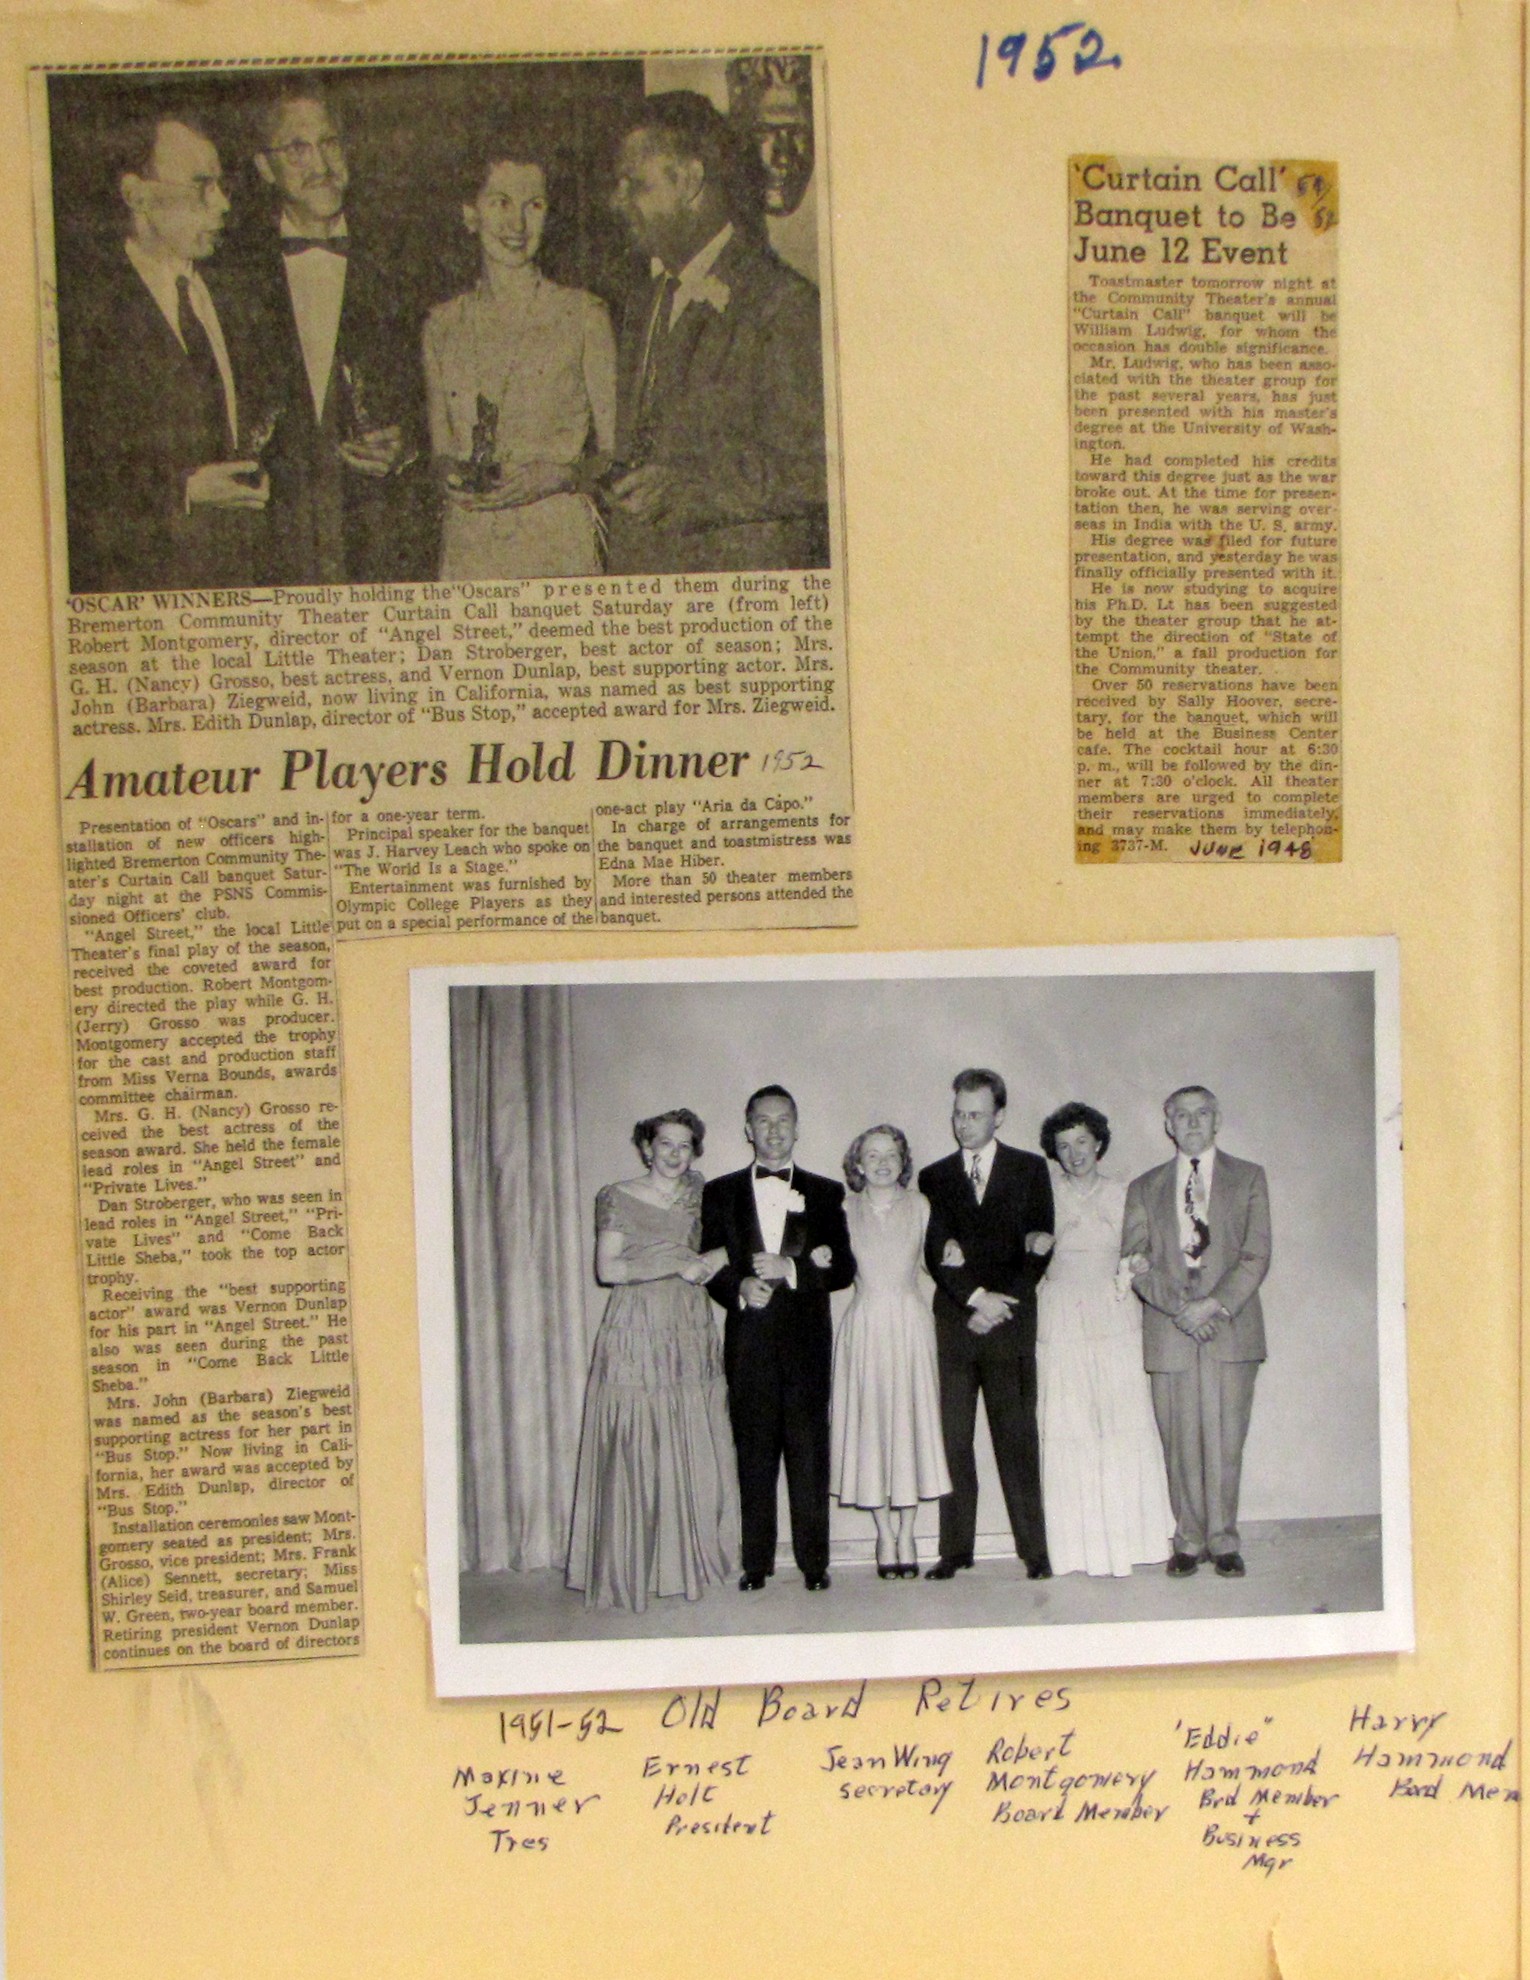 1952
'OSCAR' WINNERS—Proudly holding the "Oscars" presented them during the
Bremerton Community Theater Curtain Call banquet Saturday are (from left)
Robert Montgomery, director of "Angel Street," deemed the best production of the
season at the local Little Theater; Dan Stroberger, best actor of season; Mrs.
G. H. (Nancy) Grosso, best actress, and Vernon Dunlap, best supporting actor. Mrs.
John (Barbara) Ziegweid, now living in California, was named as best supporting
actress. Mrs. Edith Dunlap, director of "Bus Stop," accepted award for Mrs. Ziegweid.
Amateur Players Hold Dinner 1952
Presentation of "Oscars" and in-
stallation of new officers high-
lighted Bremerton Community The-
ater's Curtain Call banquet Satur-
day night at the PSNS Commis-
sioned Officers' club.
"Angel Street," the local Little
Theater's final play of the season,
received the coveted award for
best production. Robert Montgom-
ery directed the play while G. H.
(Jerry) Grosso was producer.
Montgomery accepted the trophy
for the cast and production staff
from Miss Verna Bounds, awards
committee chairman.
Mrs. G. H. (Nancy) Grosso re-
ceived the best actress of the
season award. She held the female
lead roles in "Angel Street" and
"Private Lives."
Dan Stroberger, who was seen in
lead roles in "Angel Street," "Pri-
vate Lives" and "Come Back
Little Sheba," took the top actor
trophy.
Receiving the "best supporting
actor" award was Vernon Dunlap
for his part in "Angel Street." He
also was seen during the past
season in "Come Back Little
Sheba."
Mrs. John (Barbara) Ziegweid
was named as the season's best
supporting actress for her part in
"Bus Stop." Now living in Cali-
fornia, her award was accepted by
Mrs. Edith Dunlap, director of
"Bus Stop."
Installation ceremonies saw Mont-
gomery seated as president; Mrs.
Grosso, vice president; Mrs. Frank
(Alice) Sennett, secretary; Miss
Shirley Seid, treasurer, and Samuel
W. Green, two-year board member.
Retiring president Vernon Dunlap
continues on the board of directors
for a one-year term.
Principal speaker for the banquet
was J. Harvey Leach who spoke on
"The World Is a Stage."
Entertainment was furnished by
Olympic College Players as they
put on a special performance of the
one-act play "Aria da Capo."
In charge of arrangements for
the banquet and toastmistress was
Edna Mae Hiber.
More than 50 theater members
and interested persons attended the
banquet.
'Curtain Call'
Banquet to Be
June 12 Event
Toastmaster tomorrow night at
the Community Theater's annual
"Curtain Call" banquet will be
William Ludwig, for whom the
occasion has double significance.
Mr. Ludwig, who has been asso-
ciated with the theater group for
the past several years, has just
been presented with his master's
degree at the University of Wash-
ington.
He had completed his credits
toward this degree just as the war
broke out. At the time for presen-
tation then, he was serving over-
seas in India with the U. S. army.
His degree was filed for future
presentation, and yesterday he was
finally officially presented with it.
He is now studying to acquire
his Ph.D. Lt has been suggested
by the theater group that he at-
tempt the direction of "State of
the Union," a fall production for
the Community theater.
Over 50 reservations have been
received by Sally Hoover, secre-
tary, for the banquet, which will
be held at the Business Center
cafe. The cocktail hour at 6:30
p. m., will be followed by the din-
ner at 7:30 o'clock. All theater
members are urged to complete
their reservations immediately,
and may make them by telephon-
ing 3737-M. JUNE 1948
1951-52 Old Board Retires
Maxine
Jenner
Tres
Ernest
Holt
President
Jean Wing
secretary
Robert
Montgomery
Board Member
'Eddie"
Hammond
Brd Member
+
Business
Mgr
Harry
Hammond
Bord Mem